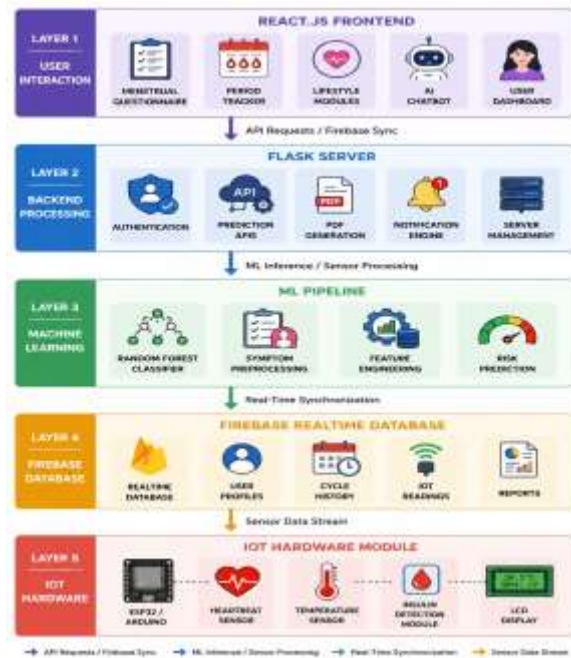 REACT.JS FRONTEND
LAYER 1
USER
INTERACTION
MENSTRUAL
QUESTIONNAIRE
PERIOD
TRACKER
LIFESTYLE
MODULES
AI
CHATBOT
USER
DASHBOARD
API Requests / Firebase Sync
FLASK SERVER
LAYER 2
BACKEND
PROCESSING
AUTHENTICATION
API
PREDICTION
APIS
PDF
PDF
GENERATION
1
NOTIFICATION
ENGINE
SERVER
MANAGEMENT
ML Inference / Sensor Processing
ML PIPELINE
LAYER 3
MACHINE
LEARNING
RANDOM FOREST
CLASSIFIER
SYMPTOM
PREPROCESSING
FEATURE
ENGINEERING
RISK
PREDICTION
Real-Time Synchronization
FIREBASE REALTIME DATABASE
LAYER 4
FIREBASE
DATABASE
REALTIME
DATABASE
USER
PROFILES
CYCLE
HISTORY
IOT
READINGS
REPORTS
Sensor Data Stream
IOT HARDWARE MODULE
LAYER 5
IOT
HARDWARE
ESP32 /
ARDUINO
HEARTBEAT
SENSOR
TEMPERATURE
SENSOR
DETECTION
MODULE
LCD
DISPLAY
API Requests / Firebase Sync
ML Inference / Sensor Processing
Real-Time Synchronization
Sensor Data Stream